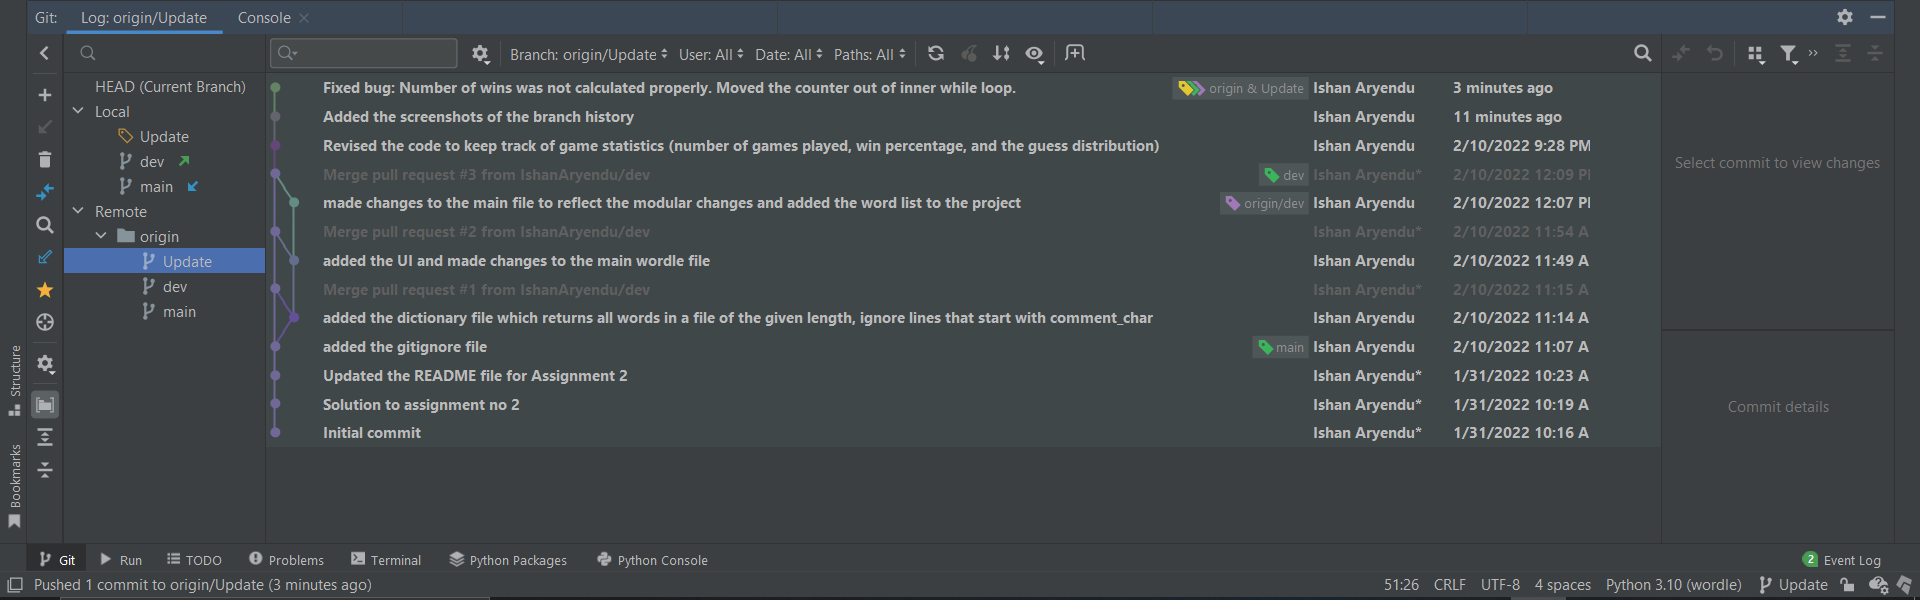 Git: Log: origin/Update Console
Branch: origin/Update User: All Date: All Paths: All
HEAD (Current Branch)
Local
Update
dev
main
Remote
origin
Update
dev
main
Fixed bug: Number of wins was not calculated properly. Moved the counter out of inner while loop. origin & Update Ishan Aryendu 3 minutes ago
Added the screenshots of the branch history Ishan Aryendu 11 minutes ago
Revised the code to keep track of game statistics (number of games played, win percentage, and the guess distribution) Ishan Aryendu 2/10/2022 9:28 PM
Merge pull request #3 from IshanAryendu/dev dev Ishan Aryendu* 2/10/2022 12:09 P
made changes to the main file to reflect the modular changes and added the word list to the project origin/dev Ishan Aryendu 2/10/2022 12:07 P
Merge pull request #2 from IshanAryendu/dev Ishan Aryendu* 2/10/2022 11:54 A
added the UI and made changes to the main wordle file Ishan Aryendu 2/10/2022 11:49 A
Merge pull request #1 from IshanAryendu/dev Ishan Aryendu* 2/10/2022 11:15 A
added the dictionary file which returns all words in a file of the given length, ignore lines that start with comment_char Ishan Aryendu 2/10/2022 11:14 A
added the gitignore file main Ishan Aryendu 2/10/2022 11:07 A
Updated the README file for Assignment 2 Ishan Aryendu* 1/31/2022 10:23 A
Solution to assignment no 2 Ishan Aryendu* 1/31/2022 10:19 A
Initial commit Ishan Aryendu* 1/31/2022 10:16 A
Select commit to view changes
Commit details
Structure
Bookmarks
Git Run TODO Problems Terminal Python Packages Python Console 2 Event Log
Pushed 1 commit to origin/Update (3 minutes ago) 51:26 CRLF UTF-8 4 spaces Python 3.10 (wordle) Update